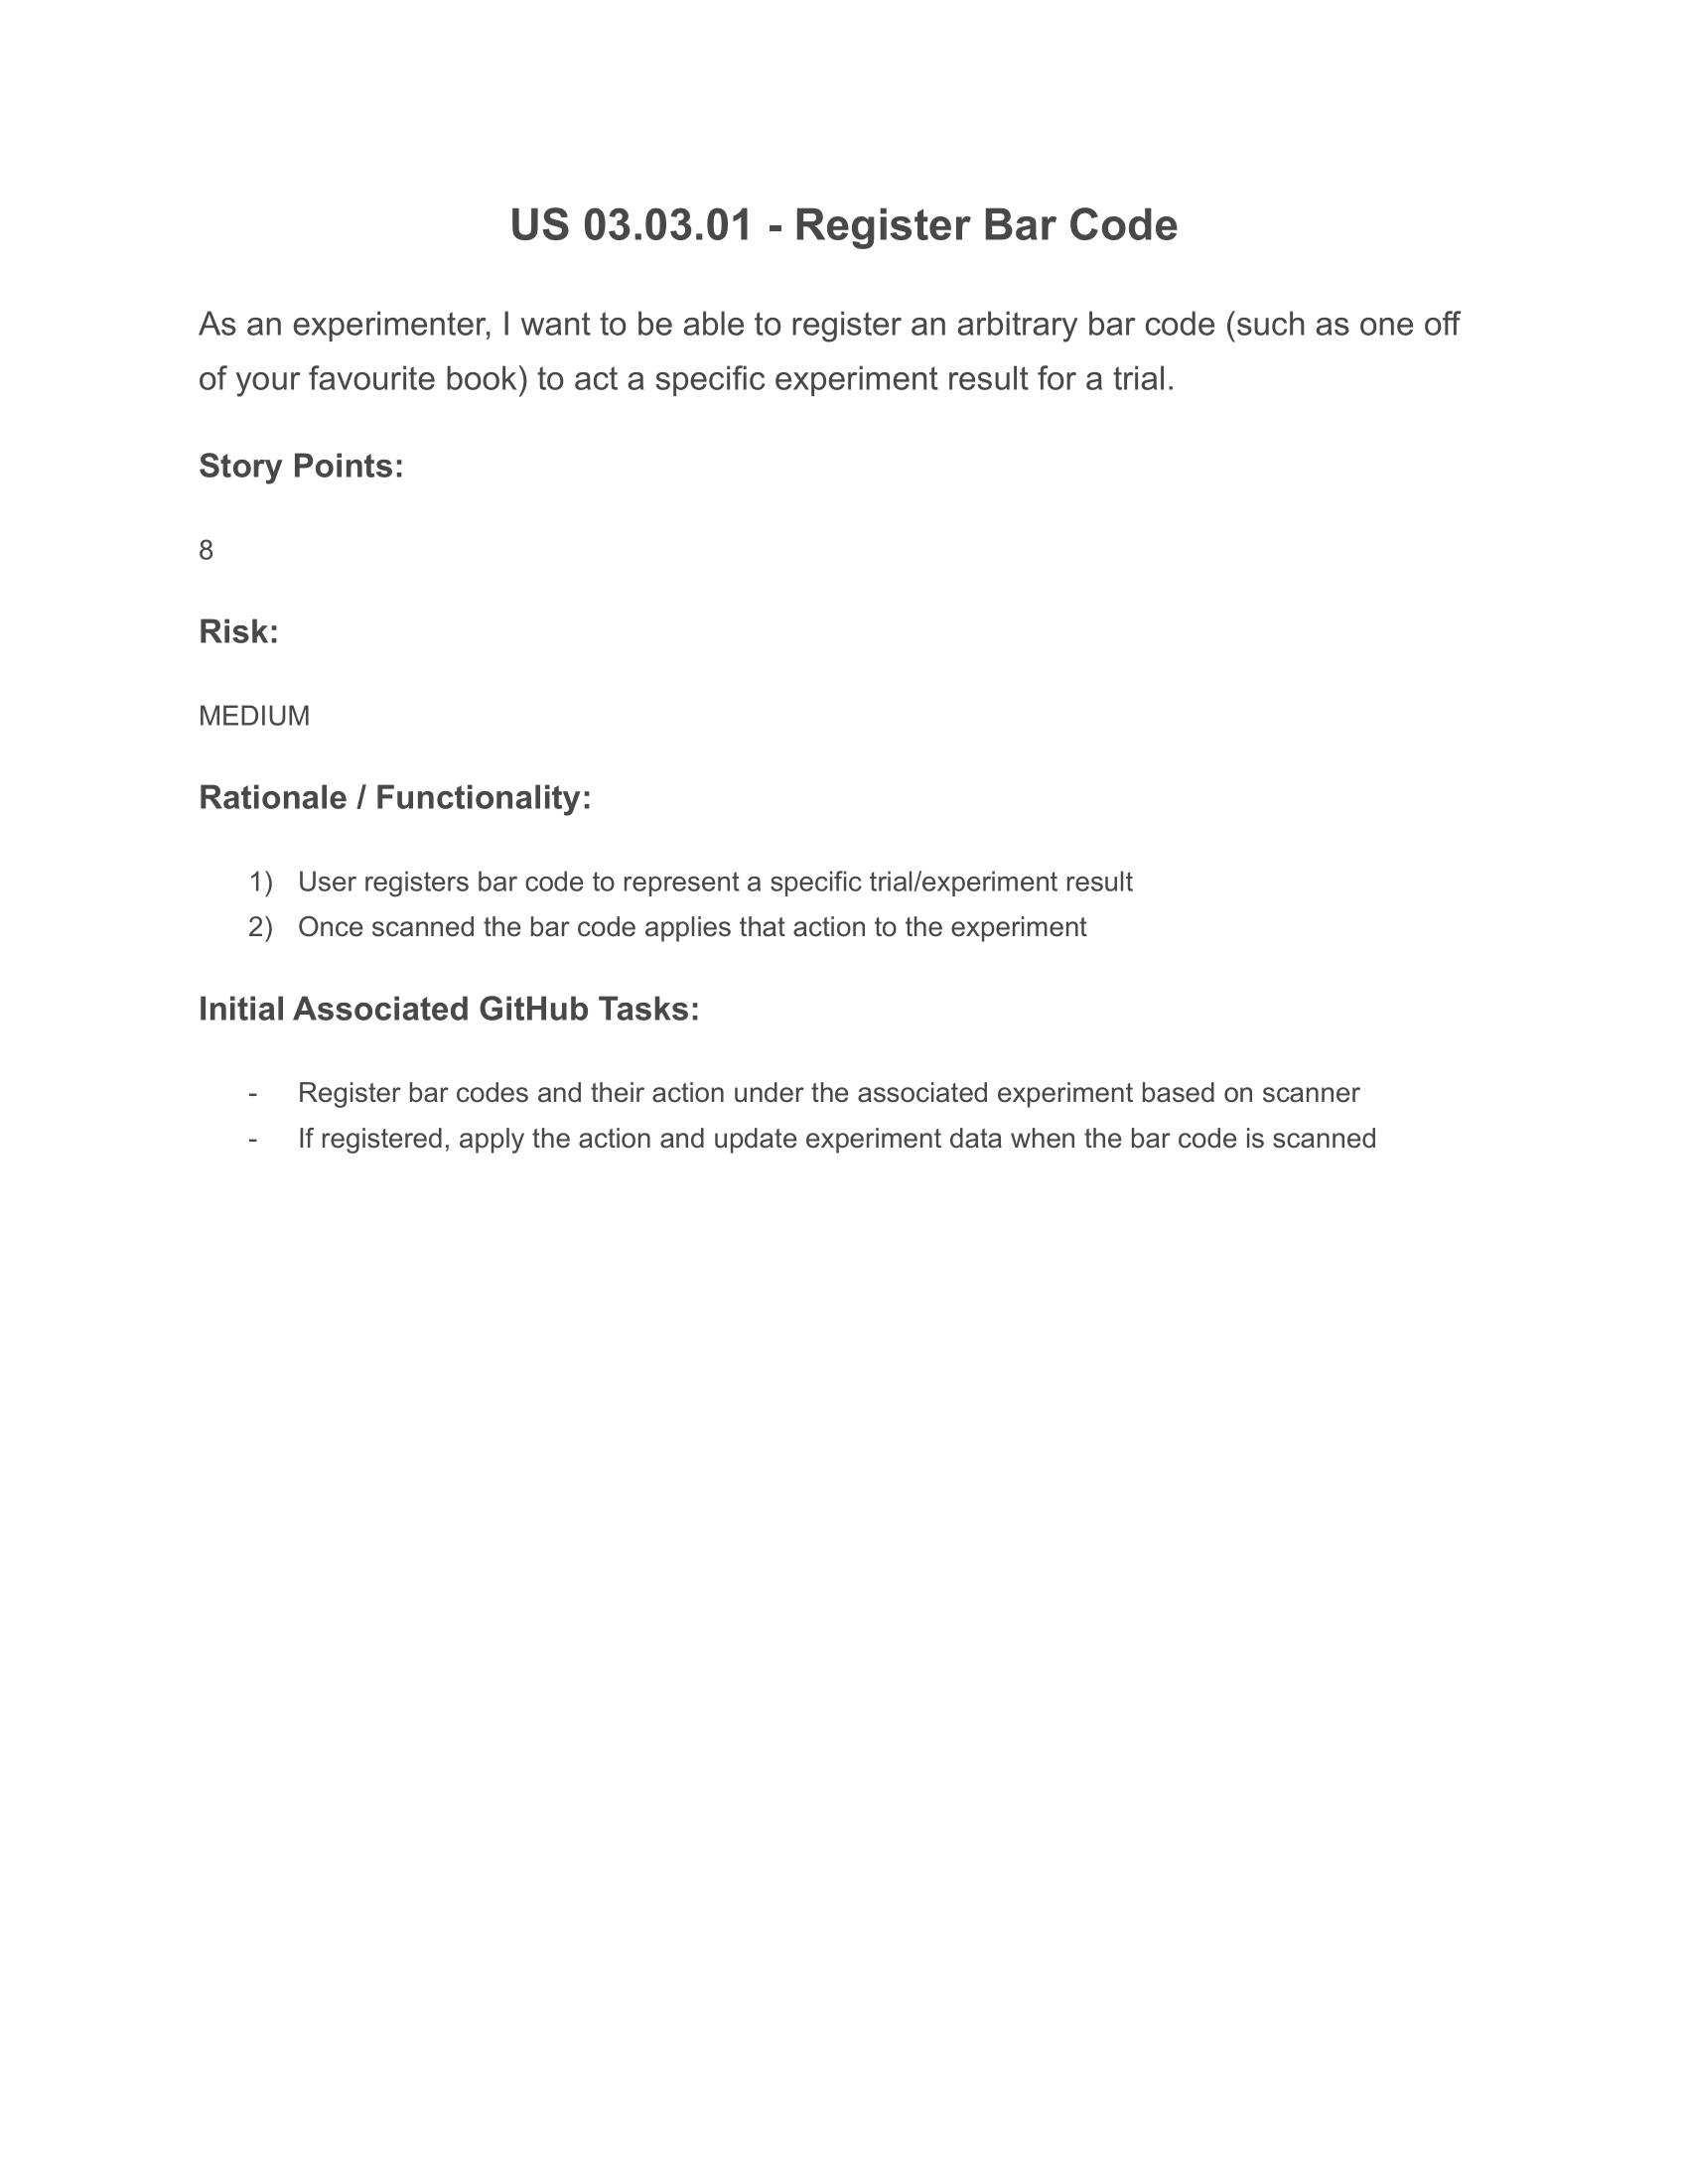 US 03.03.01 - Register Bar Code
As an experimenter, I want to be able to register an arbitrary bar code (such as one off
of your favourite book) to act a specific experiment result for a trial.
Story Points:
8
Risk:
MEDIUM
Rationale / Functionality:
1) User registers bar code to represent a specific trial/experiment result
2) Once scanned the bar code applies that action to the experiment
Initial Associated GitHub Tasks:
- Register bar codes and their action under the associated experiment based on scanner
- If registered, apply the action and update experiment data when the bar code is scanned